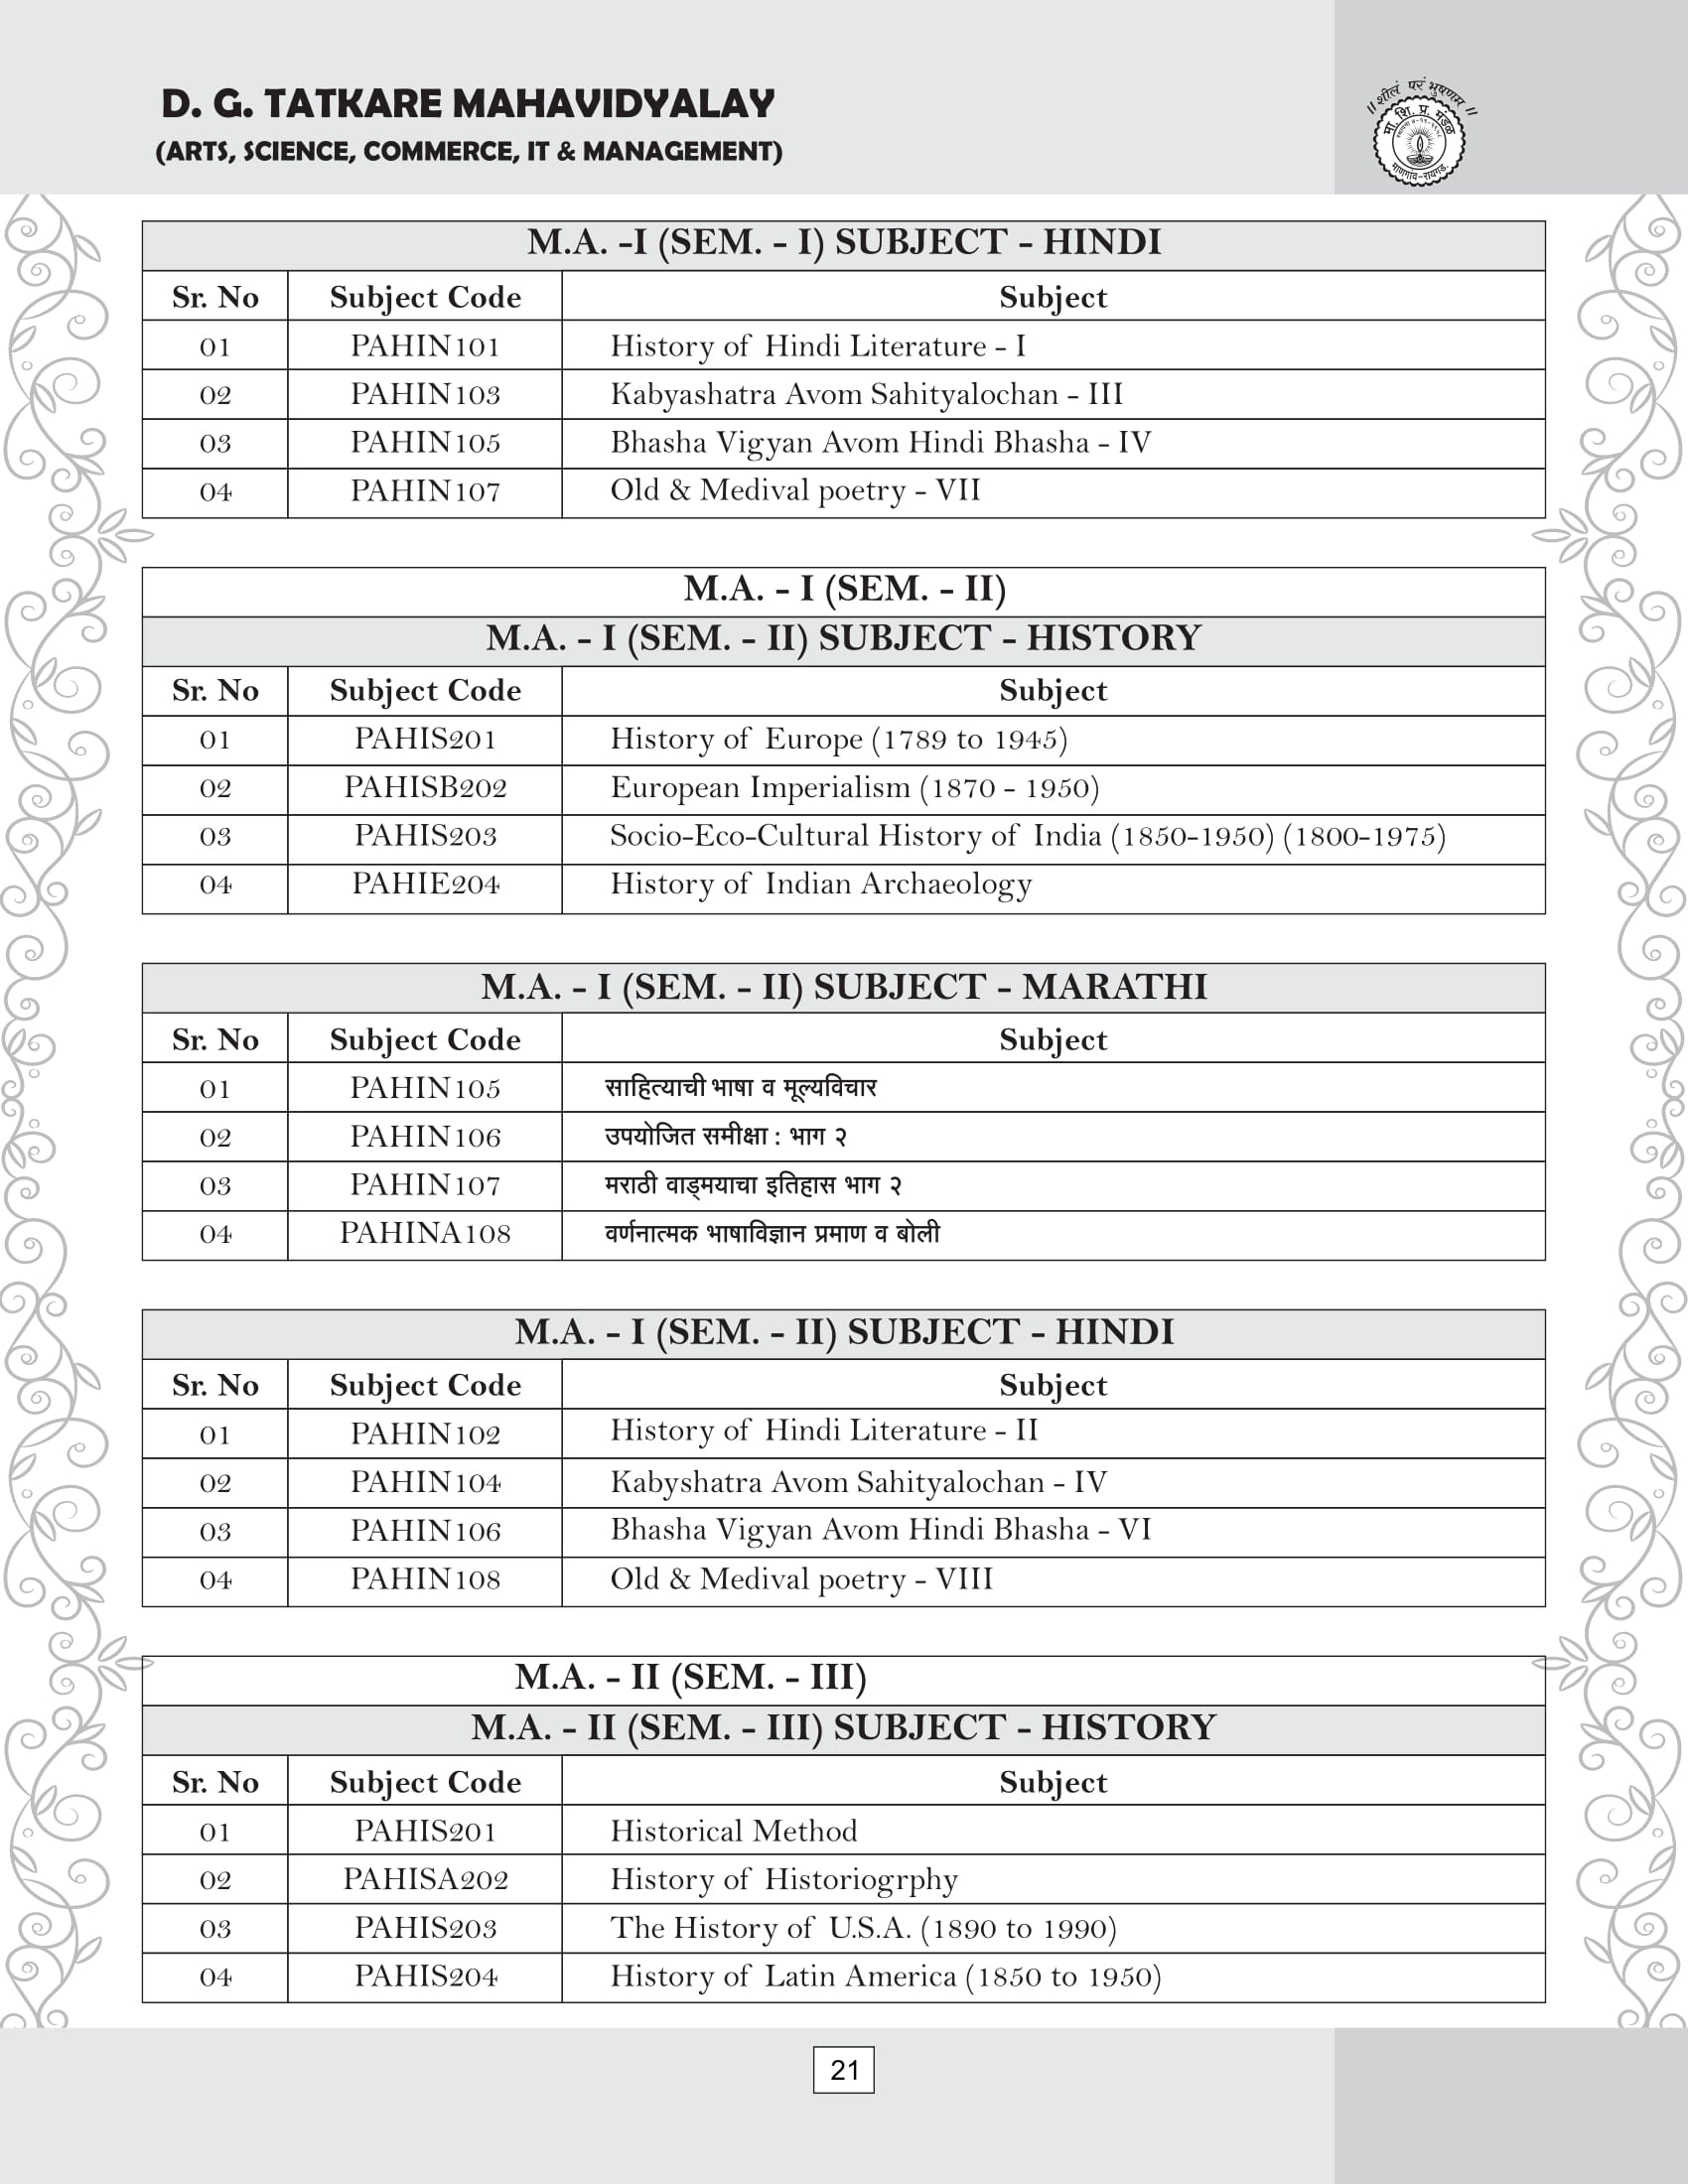 D. G. TATKARE MAHAVIDYALAY
(ARTS, SCIENCE, COMMERCE, IT & MANAGEMENT)
॥ शीलं परं भुषणम ॥
मा. शि. प्र. मंडळ
माणगांव-रायगड.
M.A. -I (SEM. - I) SUBJECT - HINDI
Sr. No Subject Code Subject
01 PAHIN101 History of Hindi Literature - I
02 PAHIN103 Kabyashatra Avom Sahityalochan - III
03 PAHIN105 Bhasha Vigyan Avom Hindi Bhasha - IV
04 PAHIN107 Old & Medival poetry - VII
M.A. - I (SEM. - II)
M.A. - I (SEM. - II) SUBJECT - HISTORY
Sr. No Subject Code Subject
01 PAHIS201 History of Europe (1789 to 1945)
02 PAHISB202 European Imperialism (1870 - 1950)
03 PAHIS203 Socio-Eco-Cultural History of India (1850-1950) (1800-1975)
04 PAHIE204 History of Indian Archaeology
M.A. - I (SEM. - II) SUBJECT - MARATHI
Sr. No Subject Code Subject
01 PAHIN105 साहित्याची भाषा व मूल्यविचार
02 PAHIN106 उपयोजित समीक्षा : भाग २
03 PAHIN107 मराठी वाड्मयाचा इतिहास भाग २
04 PAHINA108 वर्णनात्मक भाषाविज्ञान प्रमाण व बोली
M.A. - I (SEM. - II) SUBJECT - HINDI
Sr. No Subject Code Subject
01 PAHIN102 History of Hindi Literature - II
02 PAHIN104 Kabyshatra Avom Sahityalochan - IV
03 PAHIN106 Bhasha Vigyan Avom Hindi Bhasha - VI
04 PAHIN108 Old & Medival poetry - VIII
M.A. - II (SEM. - III)
M.A. - II (SEM. - III) SUBJECT - HISTORY
Sr. No Subject Code Subject
01 PAHIS201 Historical Method
02 PAHISA202 History of Historiogrphy
03 PAHIS203 The History of U.S.A. (1890 to 1990)
04 PAHIS204 History of Latin America (1850 to 1950)
21